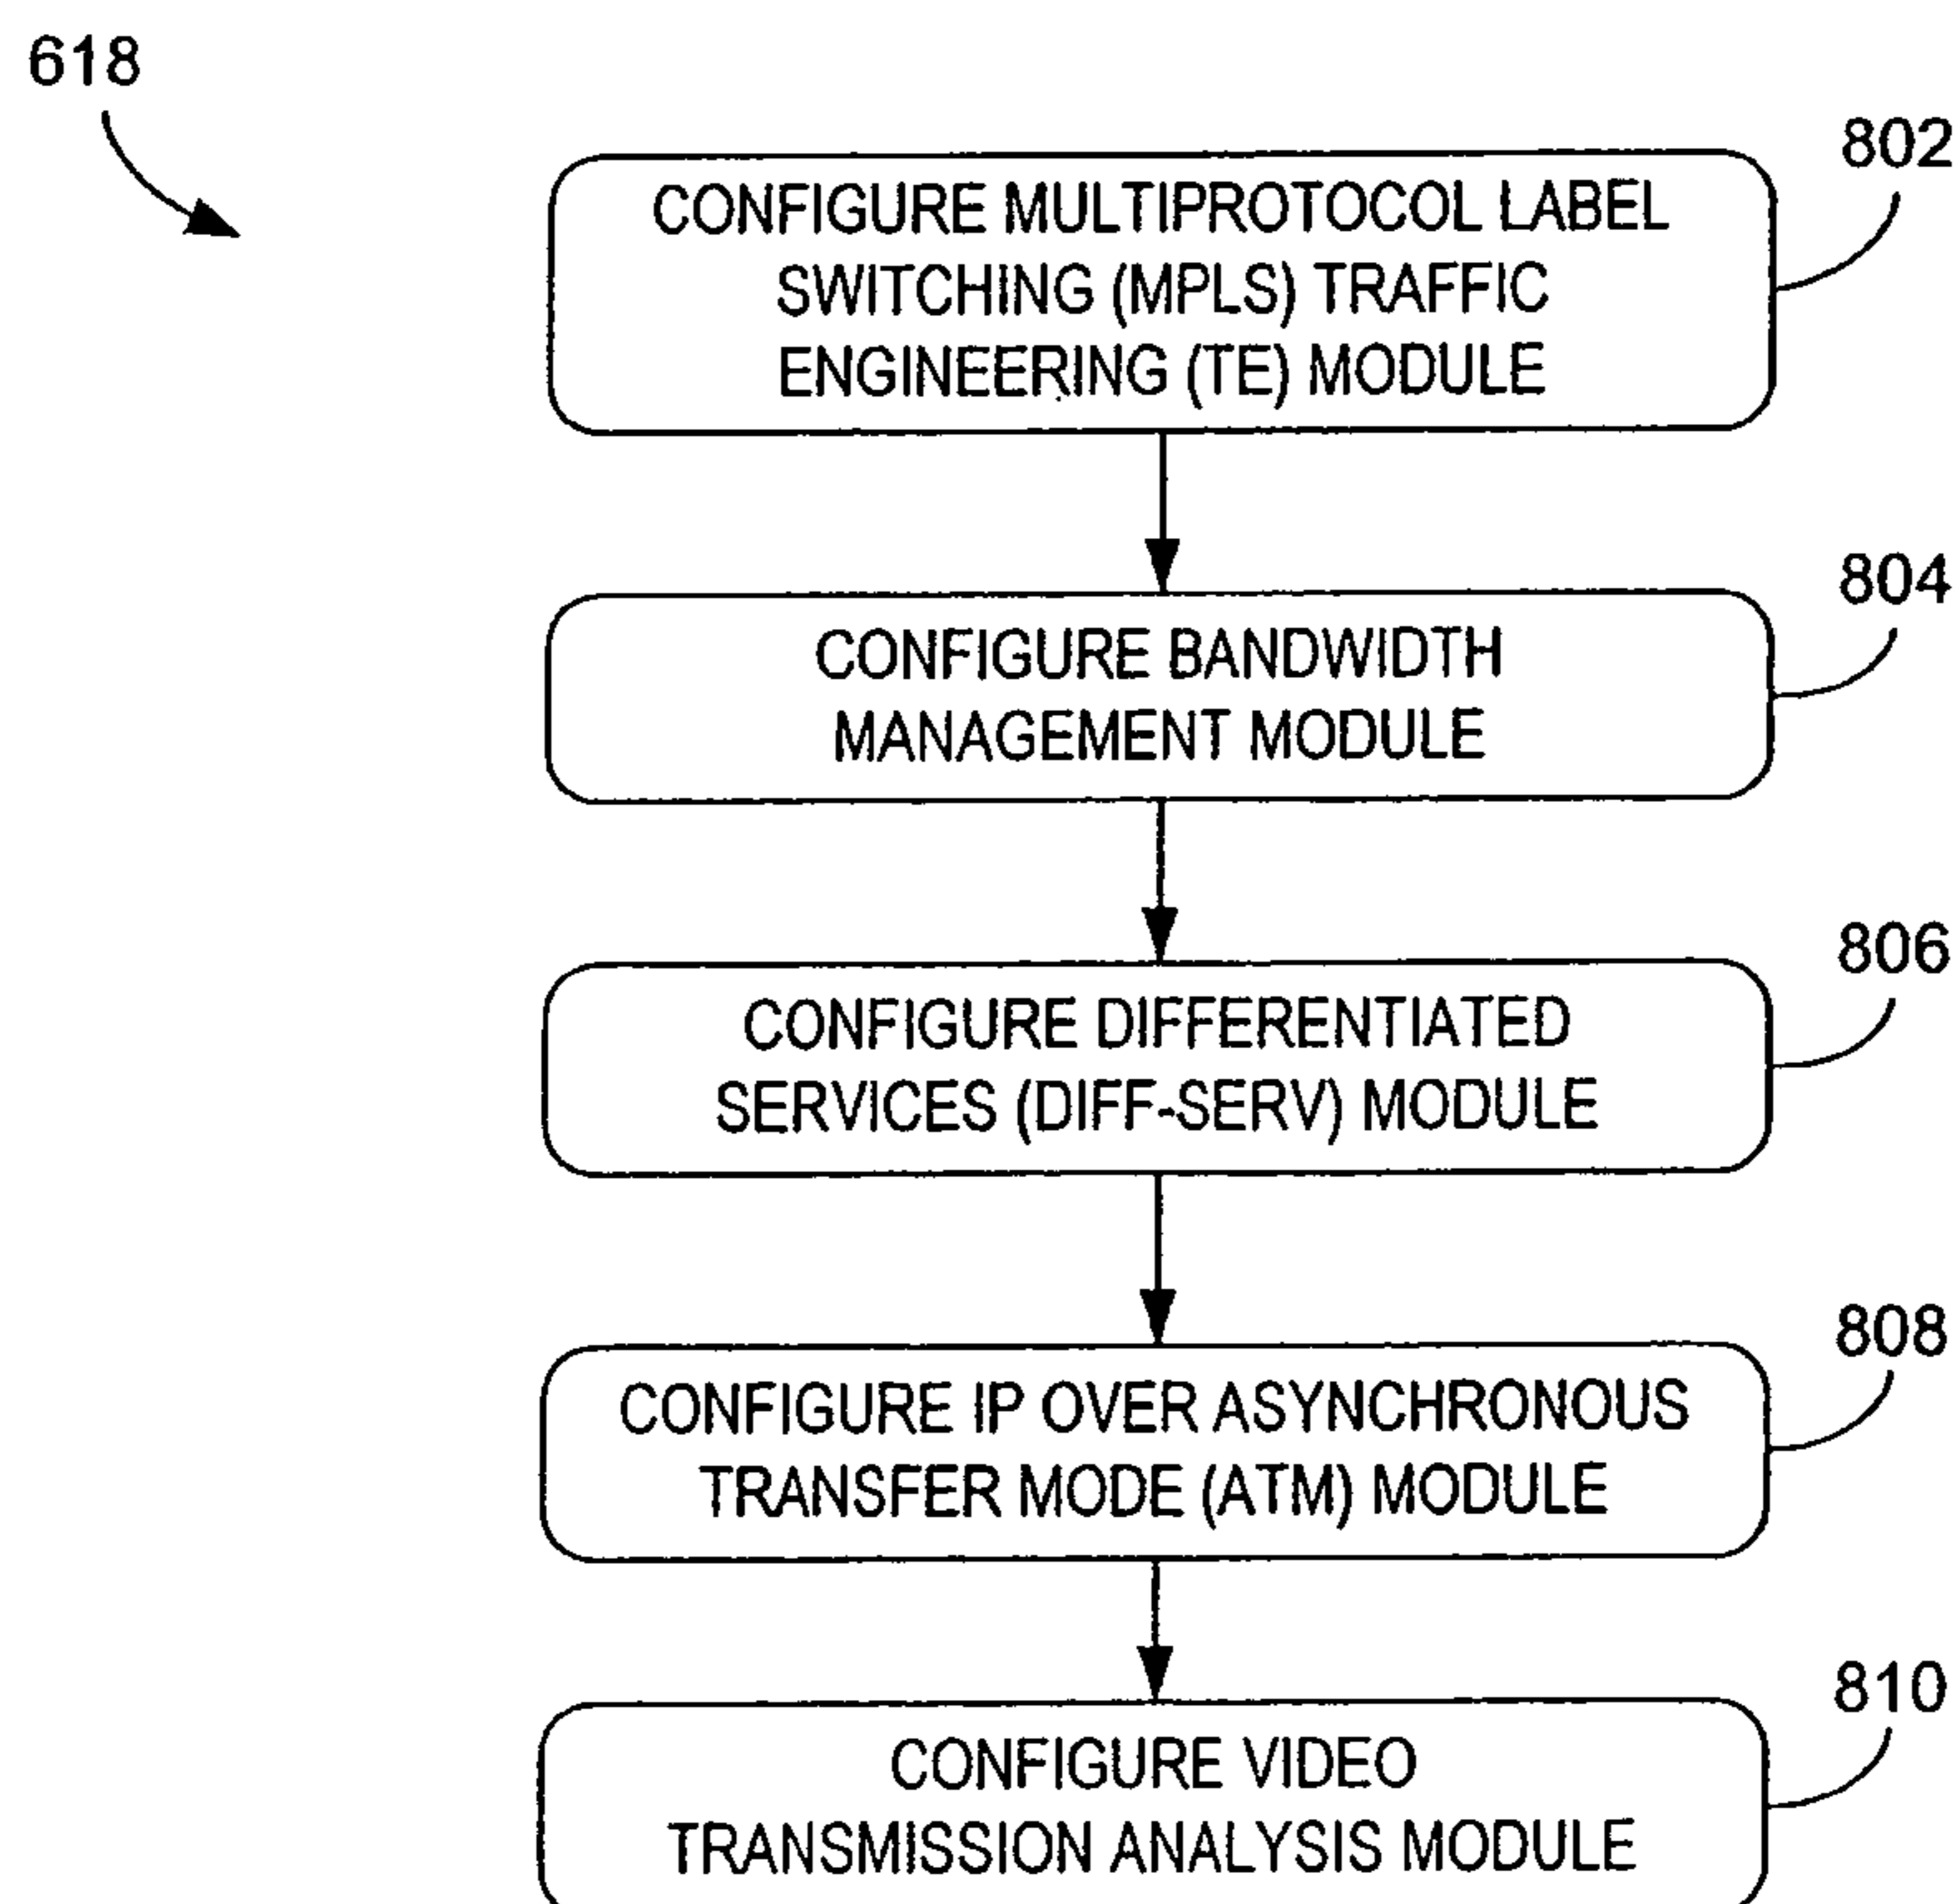 618
802
CONFIGURE MULTIPROTOCOL LABEL
SWITCHING (MPLS) TRAFFIC
ENGINEERING (TE) MODULE
804
CONFIGURE BANDWIDTH
MANAGEMENT MODULE
806
CONFIGURE DIFFERENTIATED
SERVICES (DIFF-SERV) MODULE
808
CONFIGURE IP OVER ASYNCHRONOUS
TRANSFER MODE (ATM) MODULE
810
CONFIGURE VIDEO
TRANSMISSION ANALYSIS MODULE